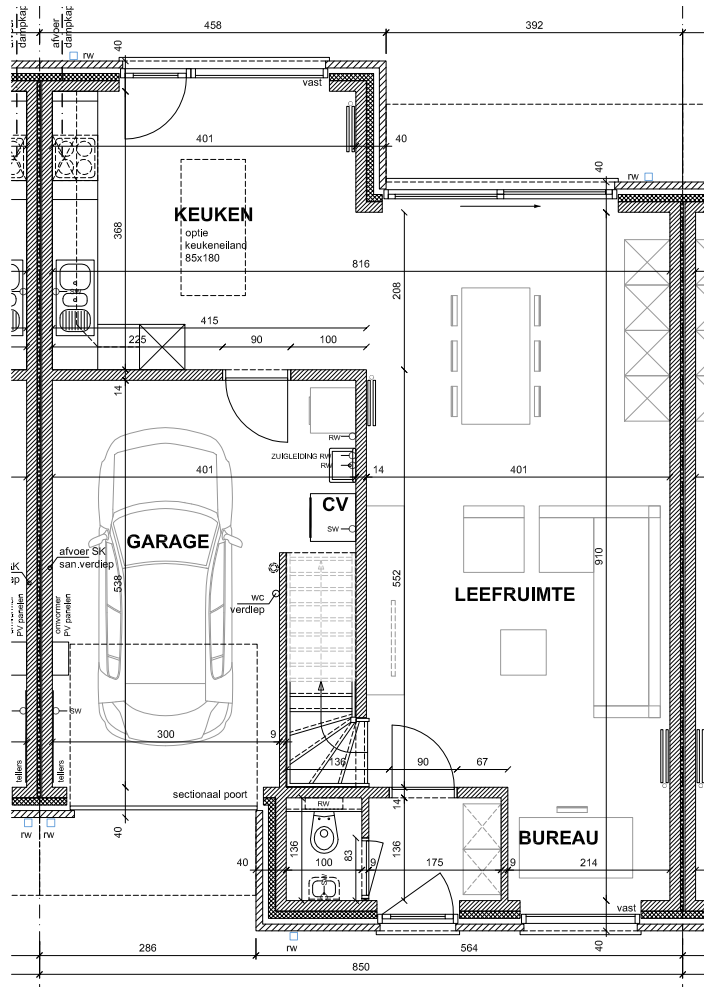 458
392
afvoer
dampkap
dampkap
rw
40
vast
40
401
40
rw
KEUKEN
optie
keukeneiland
85x180
368
816
208
SW
415
225
90
100
14
RW
ZUIGLEIDING RW
RW
401
14
401
CV
SW
GARAGE
afvoer SK
san.verdiep
538
552
910
LEEFRUIMTE
wc
verdiep
omvormer
PV panelen
PV panelen
SW
300
9
136
90
67
tellers
tellers
sectionaal poort
RW
14
rw
rw
40
BUREAU
136
83
136
40
100
9
175
9
214
vast
rw
40
286
564
850